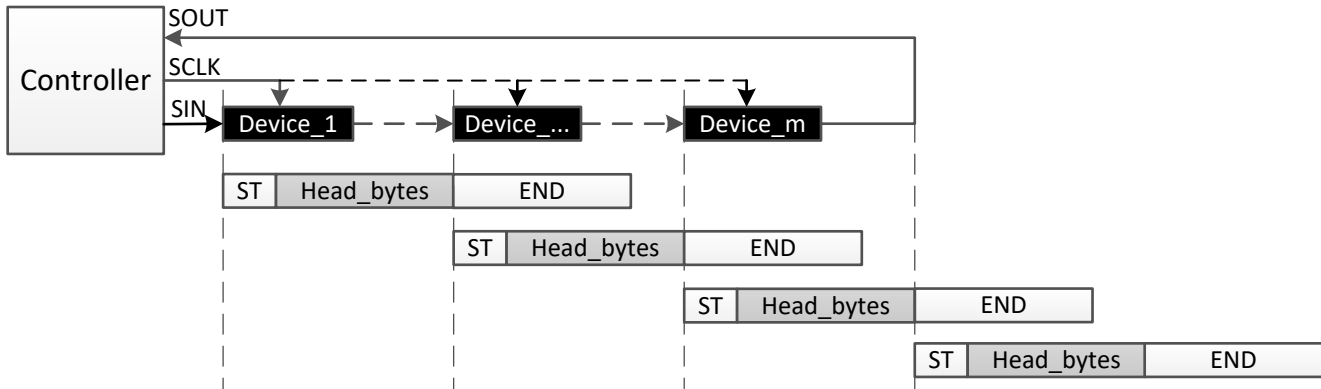 SOUT
Controller
SCLK
SIN
Device_1
Device_...
Device_m
ST Head_bytes END
ST Head_bytes END
ST Head_bytes END
ST Head_bytes END